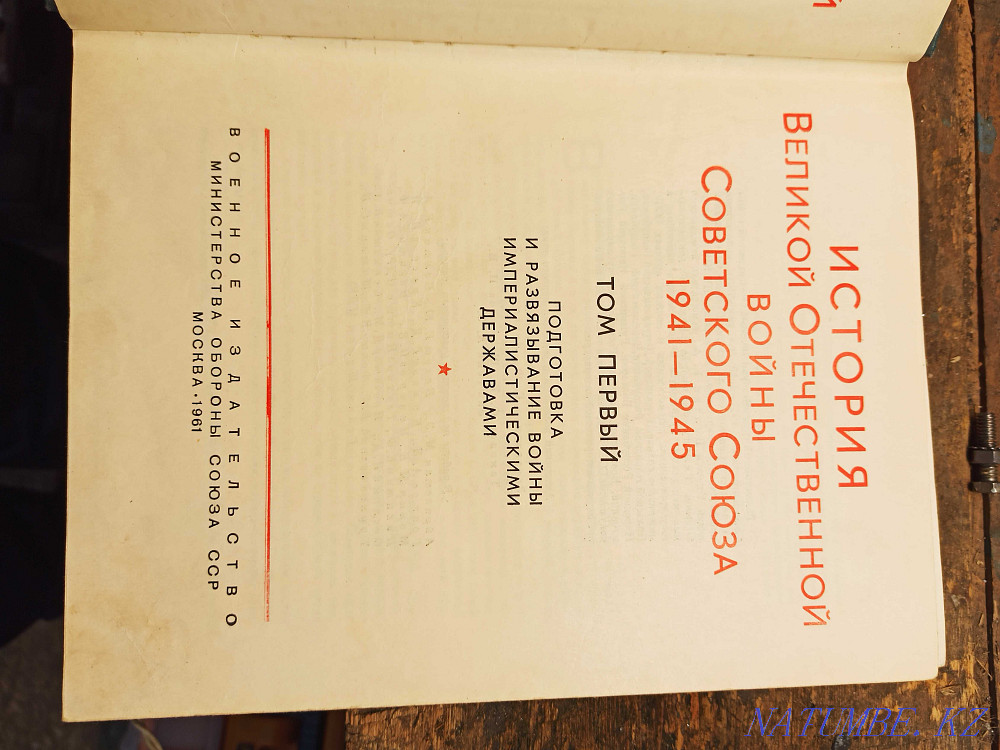 Й
ИСТОРИЯ
ВЕЛИКОЙ ОТЕЧЕСТВЕННОЙ
ВОЙНЫ
СОВЕТСКОГО СОЮЗА
1941—1945
ТОМ ПЕРВЫЙ
ПОДГОТОВКА
И РАЗВЯЗЫВАНИЕ ВОЙНЫ
ИМПЕРИАЛИСТИЧЕСКИМИ
ДЕРЖАВАМИ
ВОЕННОЕ ИЗДАТЕЛЬСТВО
МИНИСТЕРСТВА ОБОРОНЫ СОЮЗА ССР
МОСКВА • 1961
NATUMBE.KZ